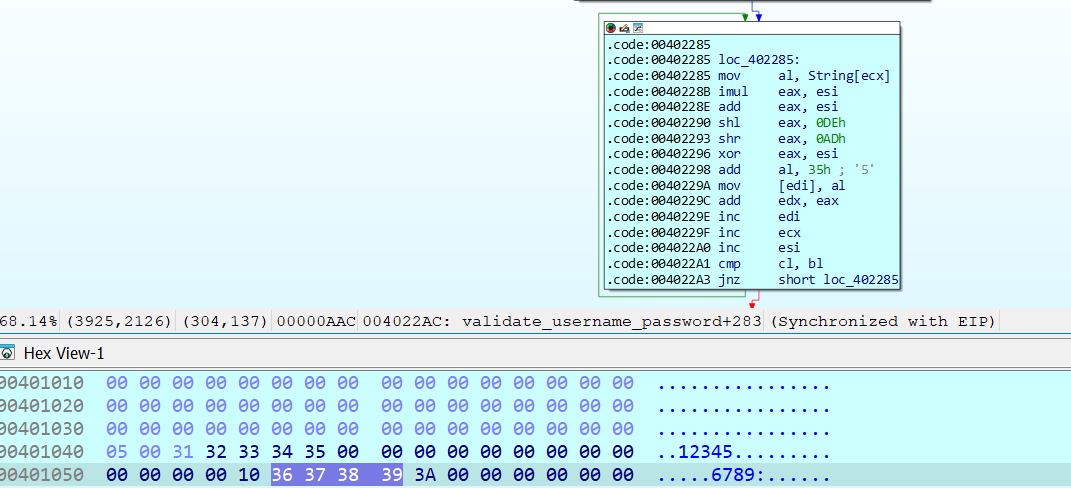 .code:00402285
.code:00402285 loc_402285:
.code:00402285 mov     al, String[ecx]
.code:0040228B imul    eax, esi
.code:0040228E add     eax, esi
.code:00402290 shl     eax, 0DEh
.code:00402293 shr     eax, 0ADh
.code:00402296 xor     eax, esi
.code:00402298 add     al, 35h ; '5'
.code:0040229A mov     [edi], al
.code:0040229C add     edx, eax
.code:0040229E inc     edi
.code:0040229F inc     ecx
.code:004022A0 inc     esi
.code:004022A1 cmp     cl, bl
.code:004022A3 jnz     short loc_402285
68.14% (3925,2126) (304,137) 00000AAC 004022AC: validate_username_password+283 (Synchronized with EIP)
Hex View-1
00401010 00 00 00 00 00 00 00 00 00 00 00 00 00 00 00 00 ................
00401020 00 00 00 00 00 00 00 00 00 00 00 00 00 00 00 00 ................
00401030 00 00 00 00 00 00 00 00 00 00 00 00 00 00 00 00 ................
00401040 05 00 31 32 33 34 35 00 00 00 00 00 00 00 00 00 ..12345.........
00401050 00 00 00 00 10 36 37 38 39 3A 00 00 00 00 00 00 .....6789:......